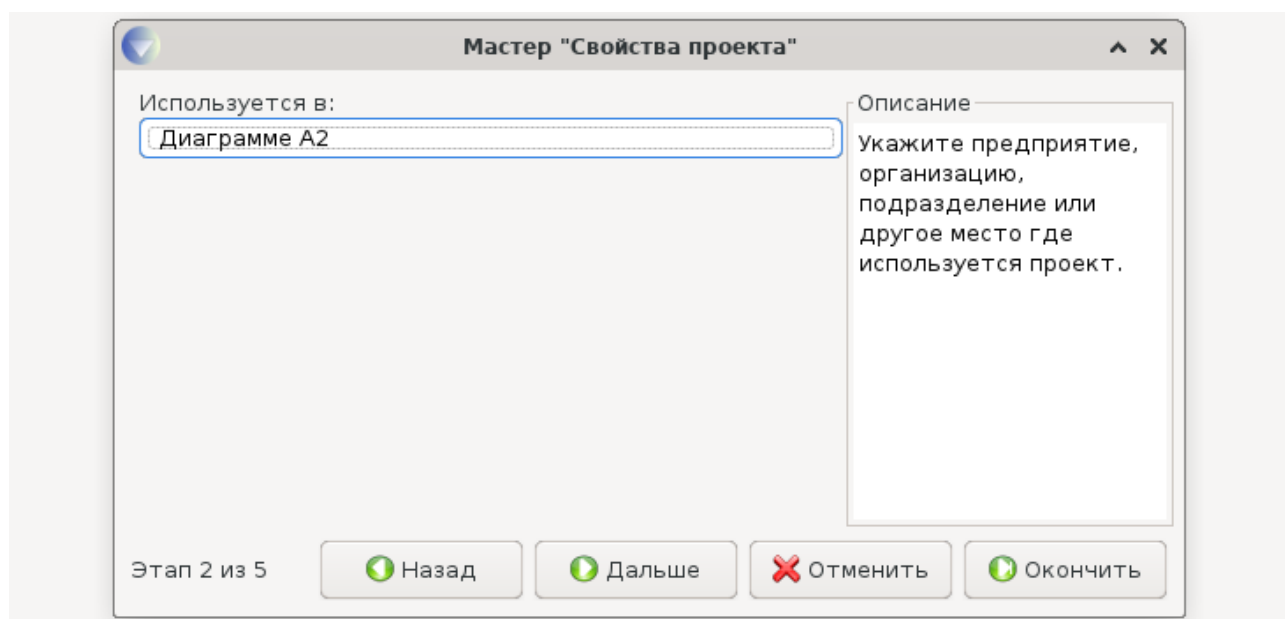 Мастер "Свойства проекта"
Используется в:
Диаграмме А2
Описание
Укажите предприятие,
организацию,
подразделение или
другое место где
используется проект.
Этап 2 из 5
Назад
Дальше
Отменить
Окончить